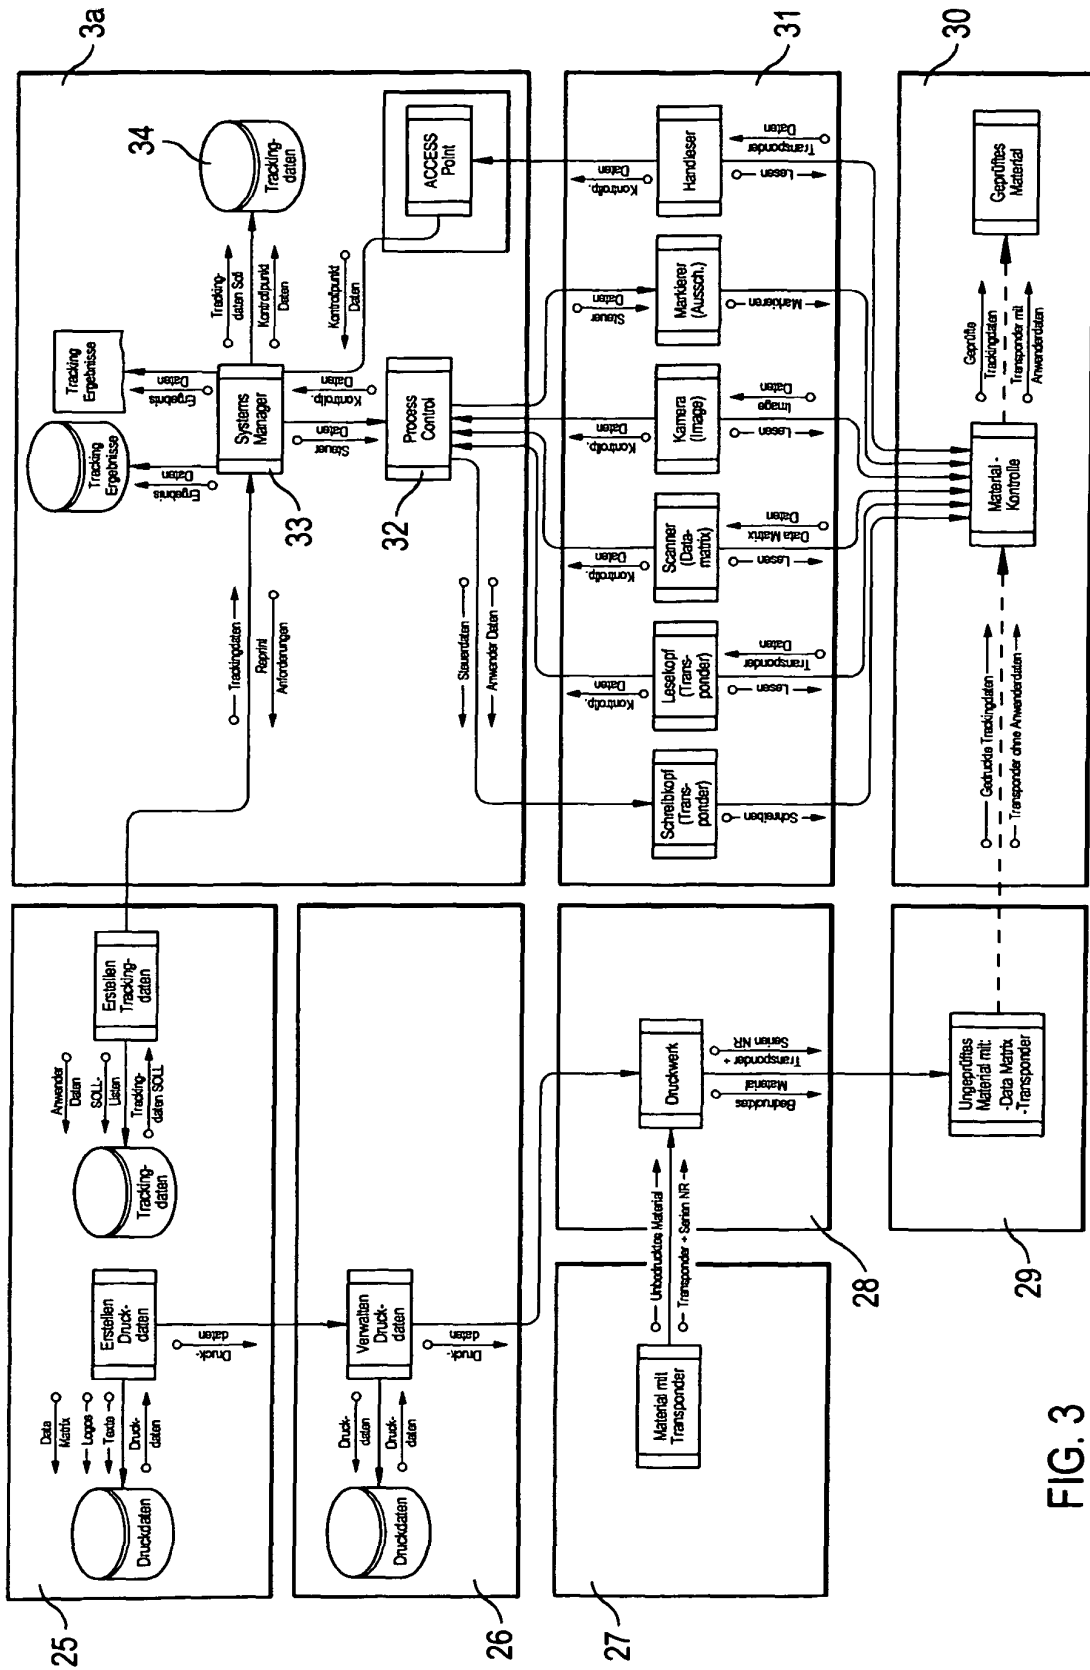 25
Data
Matrix
Logos
Texte
Druck-
daten
Druckdaten
Erstellen
Druck-
daten
Druck-
daten
Anwender
Daten
SOLL-
Listen
Tracking-
daten SOLL
Trackingdaten
Erstellen
Tracking-
daten
26
Druck-
daten
Druck-
daten
Druckdaten
Verwalten
Druck-
daten
Druck-
daten
27
Material mit
Transponder
Unbedrucktes Material
Transponder + Serien NR
28
Druckwerk
Bedrucktes
Material
Transponder +
Serien NR
29
Ungeprüftes
Material mit:
-Data Matrix
-Transponder
3a
Trackingdaten
Reprint
Anforderungen
Tracking
Ergebnisse
Ergebnis
Daten
Tracking
Ergebnisse
Ergebnis
Daten
33
Systems
Manager
Tracking-
daten Soll
Kontrollpunkt
Daten
Tracking-
daten
34
Steuer
Daten
Kontrollp.
Daten
Kontrollpunkt
Daten
32
Process
Control
ACCESS
Point
Steuerdaten
Anwender Daten
31
Kontrollp.
Daten
Kontrollp.
Daten
Kontrollp.
Daten
Steuer
Daten
Kontrollp.
Daten
Schreibkopf
(Trans-
ponder)
Lesekopf
(Trans-
ponder)
Scanner
(Data-
matrix)
Kamera
(Image)
Markierer
(Aussch.)
Handleser
Schreiben
Lesen
Transponder
Daten
Lesen
Data Matrix
Daten
Lesen
Image
Daten
Markieren
Lesen
Transponder
Daten
30
Gedruckte Trackingdaten
Transponder ohne Anwenderdaten
Material -
Kontrolle
Geprüfte
Trackingdaten
Transponder mit
Anwenderdaten
Geprüftes
Material
FIG. 3